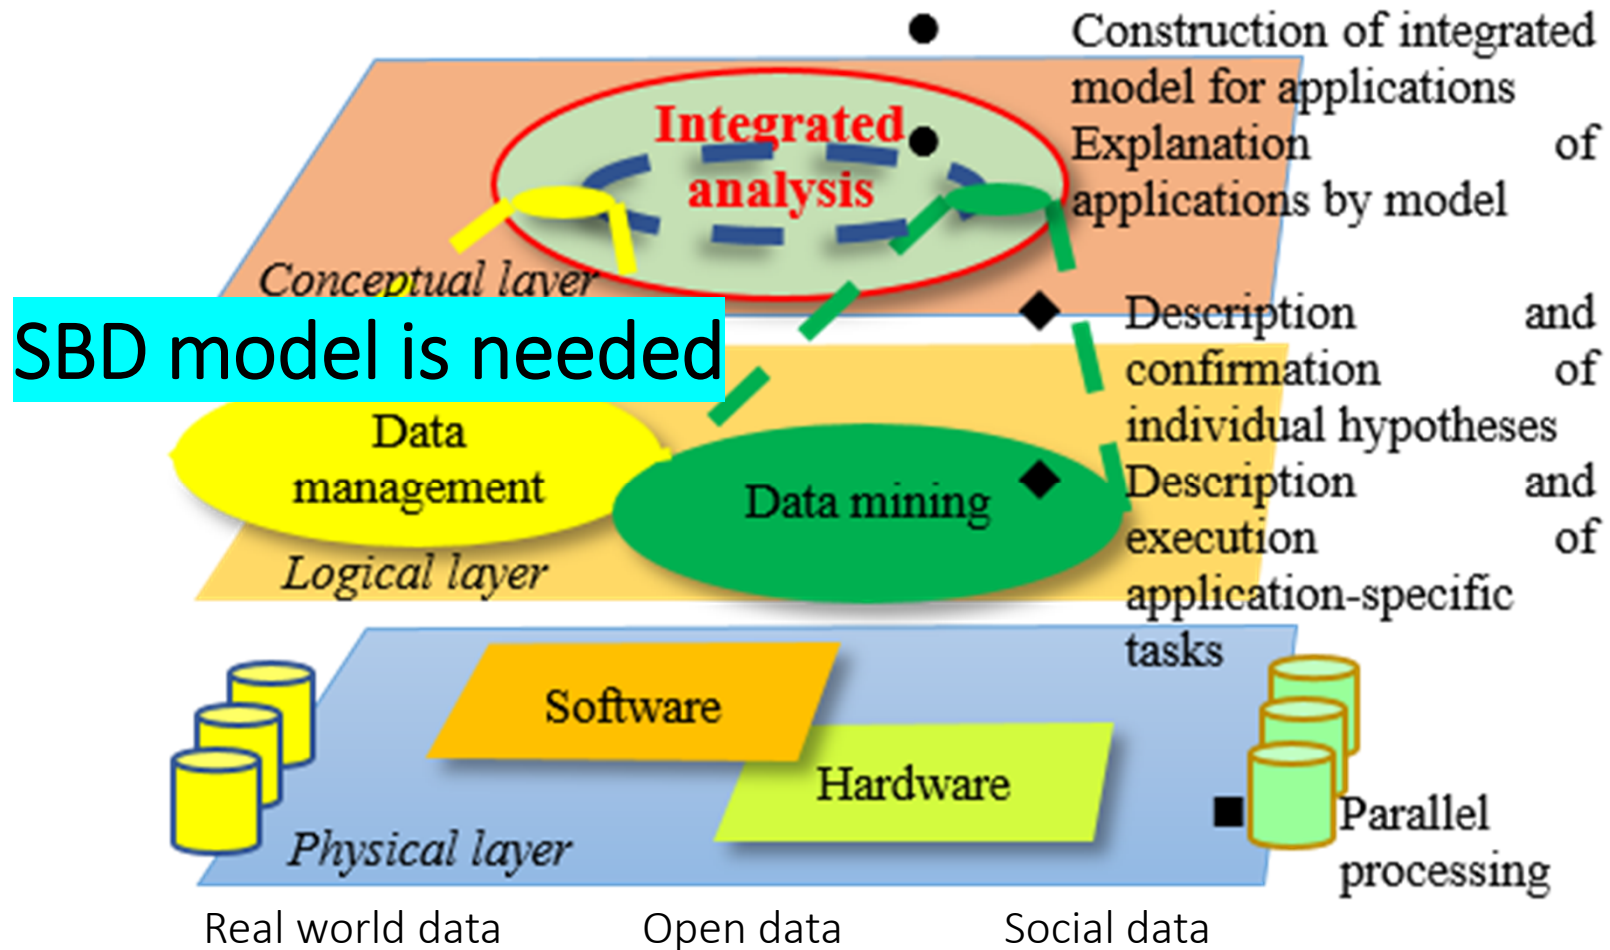 Construction of integrated
model for applications
Explanation of
applications by model
Integrated
analysis
Conceptual layer
SBD model is needed
Description and
confirmation of
individual hypotheses
Description and
execution of
application-specific
tasks
Data
management
Data mining
Logical layer
Software
Hardware
Physical layer
Parallel
processing
Real world data
Open data
Social data